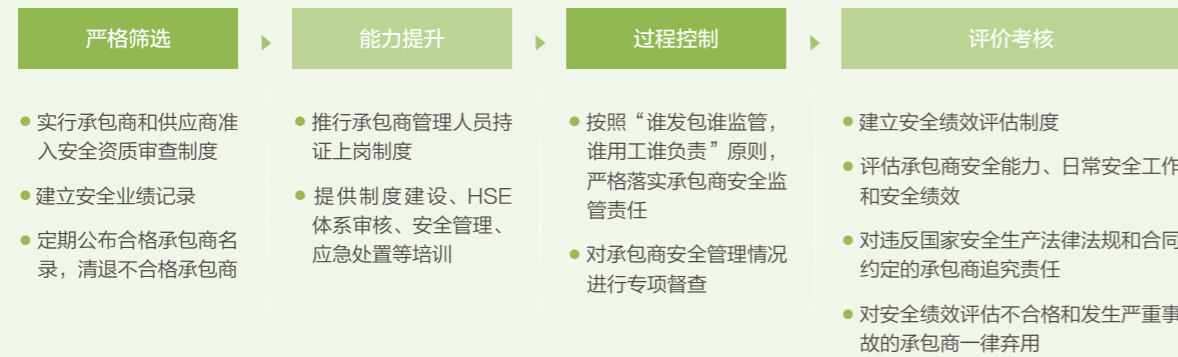 严格筛选
能力提升
过程控制
评价考核
● 实行承包商和供应商准
入安全资质审查制度
● 建立安全业绩记录
● 定期公布合格承包商名
录，清退不合格承包商
● 推行承包商管理人员持
证上岗制度
● 提供制度建设、HSE
体系审核、安全管理、
应急处置等培训
● 按照“谁发包谁监管，
谁用工谁负责”原则，
严格落实承包商安全监
管责任
● 对承包商安全管理情况
进行专项督查
● 建立安全绩效评估制度
● 评估承包商安全能力、日常安全工作
和安全绩效
● 对违反国家安全生产法律法规和合同
约定的承包商追究责任
● 对安全绩效评估不合格和发生严重事
故的承包商一律弃用